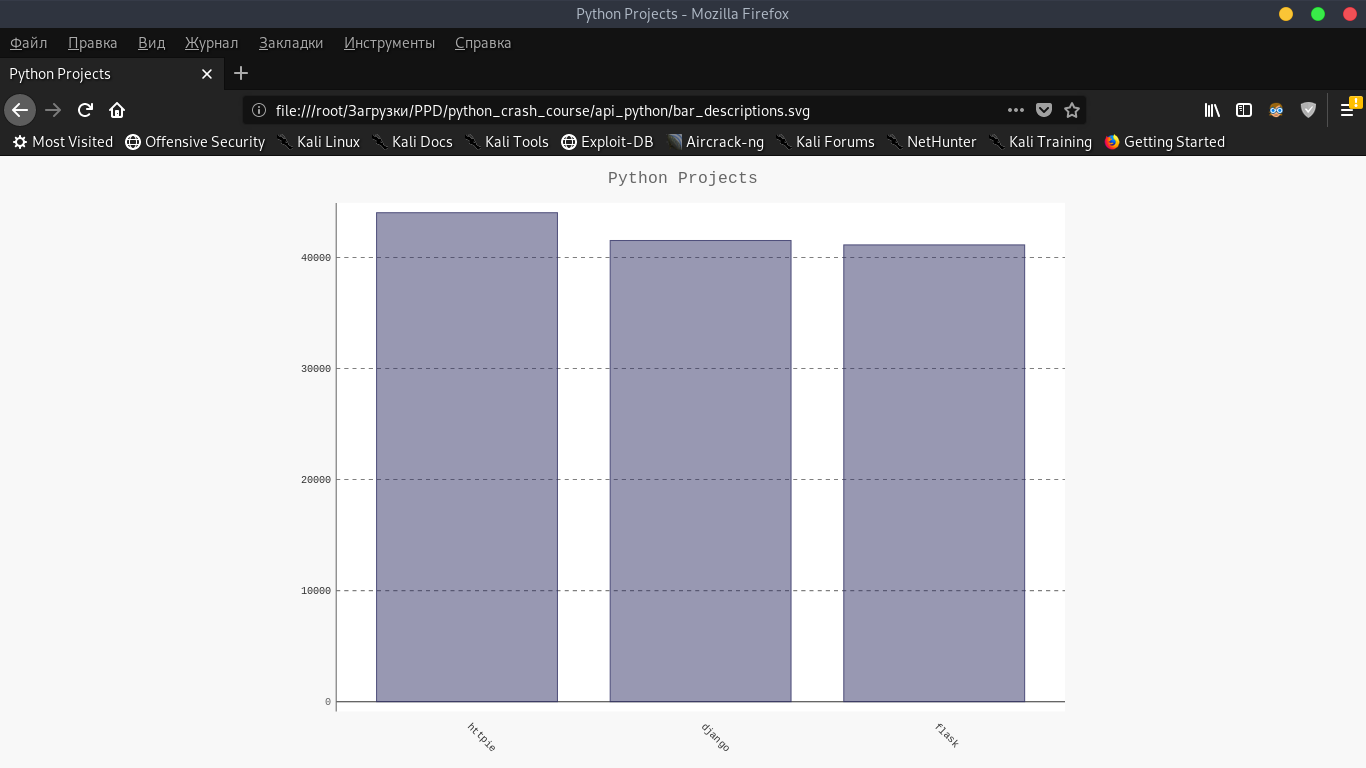 Python Projects - Mozilla Firefox
Файл Правка Вид Журнал Закладки Инструменты Справка
Python Projects
file:///root/Загрузки/PPD/python_crash_course/api_python/bar_descriptions.svg
Most Visited Offensive Security Kali Linux Kali Docs Kali Tools Exploit-DB Aircrack-ng Kali Forums NetHunter Kali Training Getting Started
Python Projects
40000
30000
20000
10000
0
httpie django flask